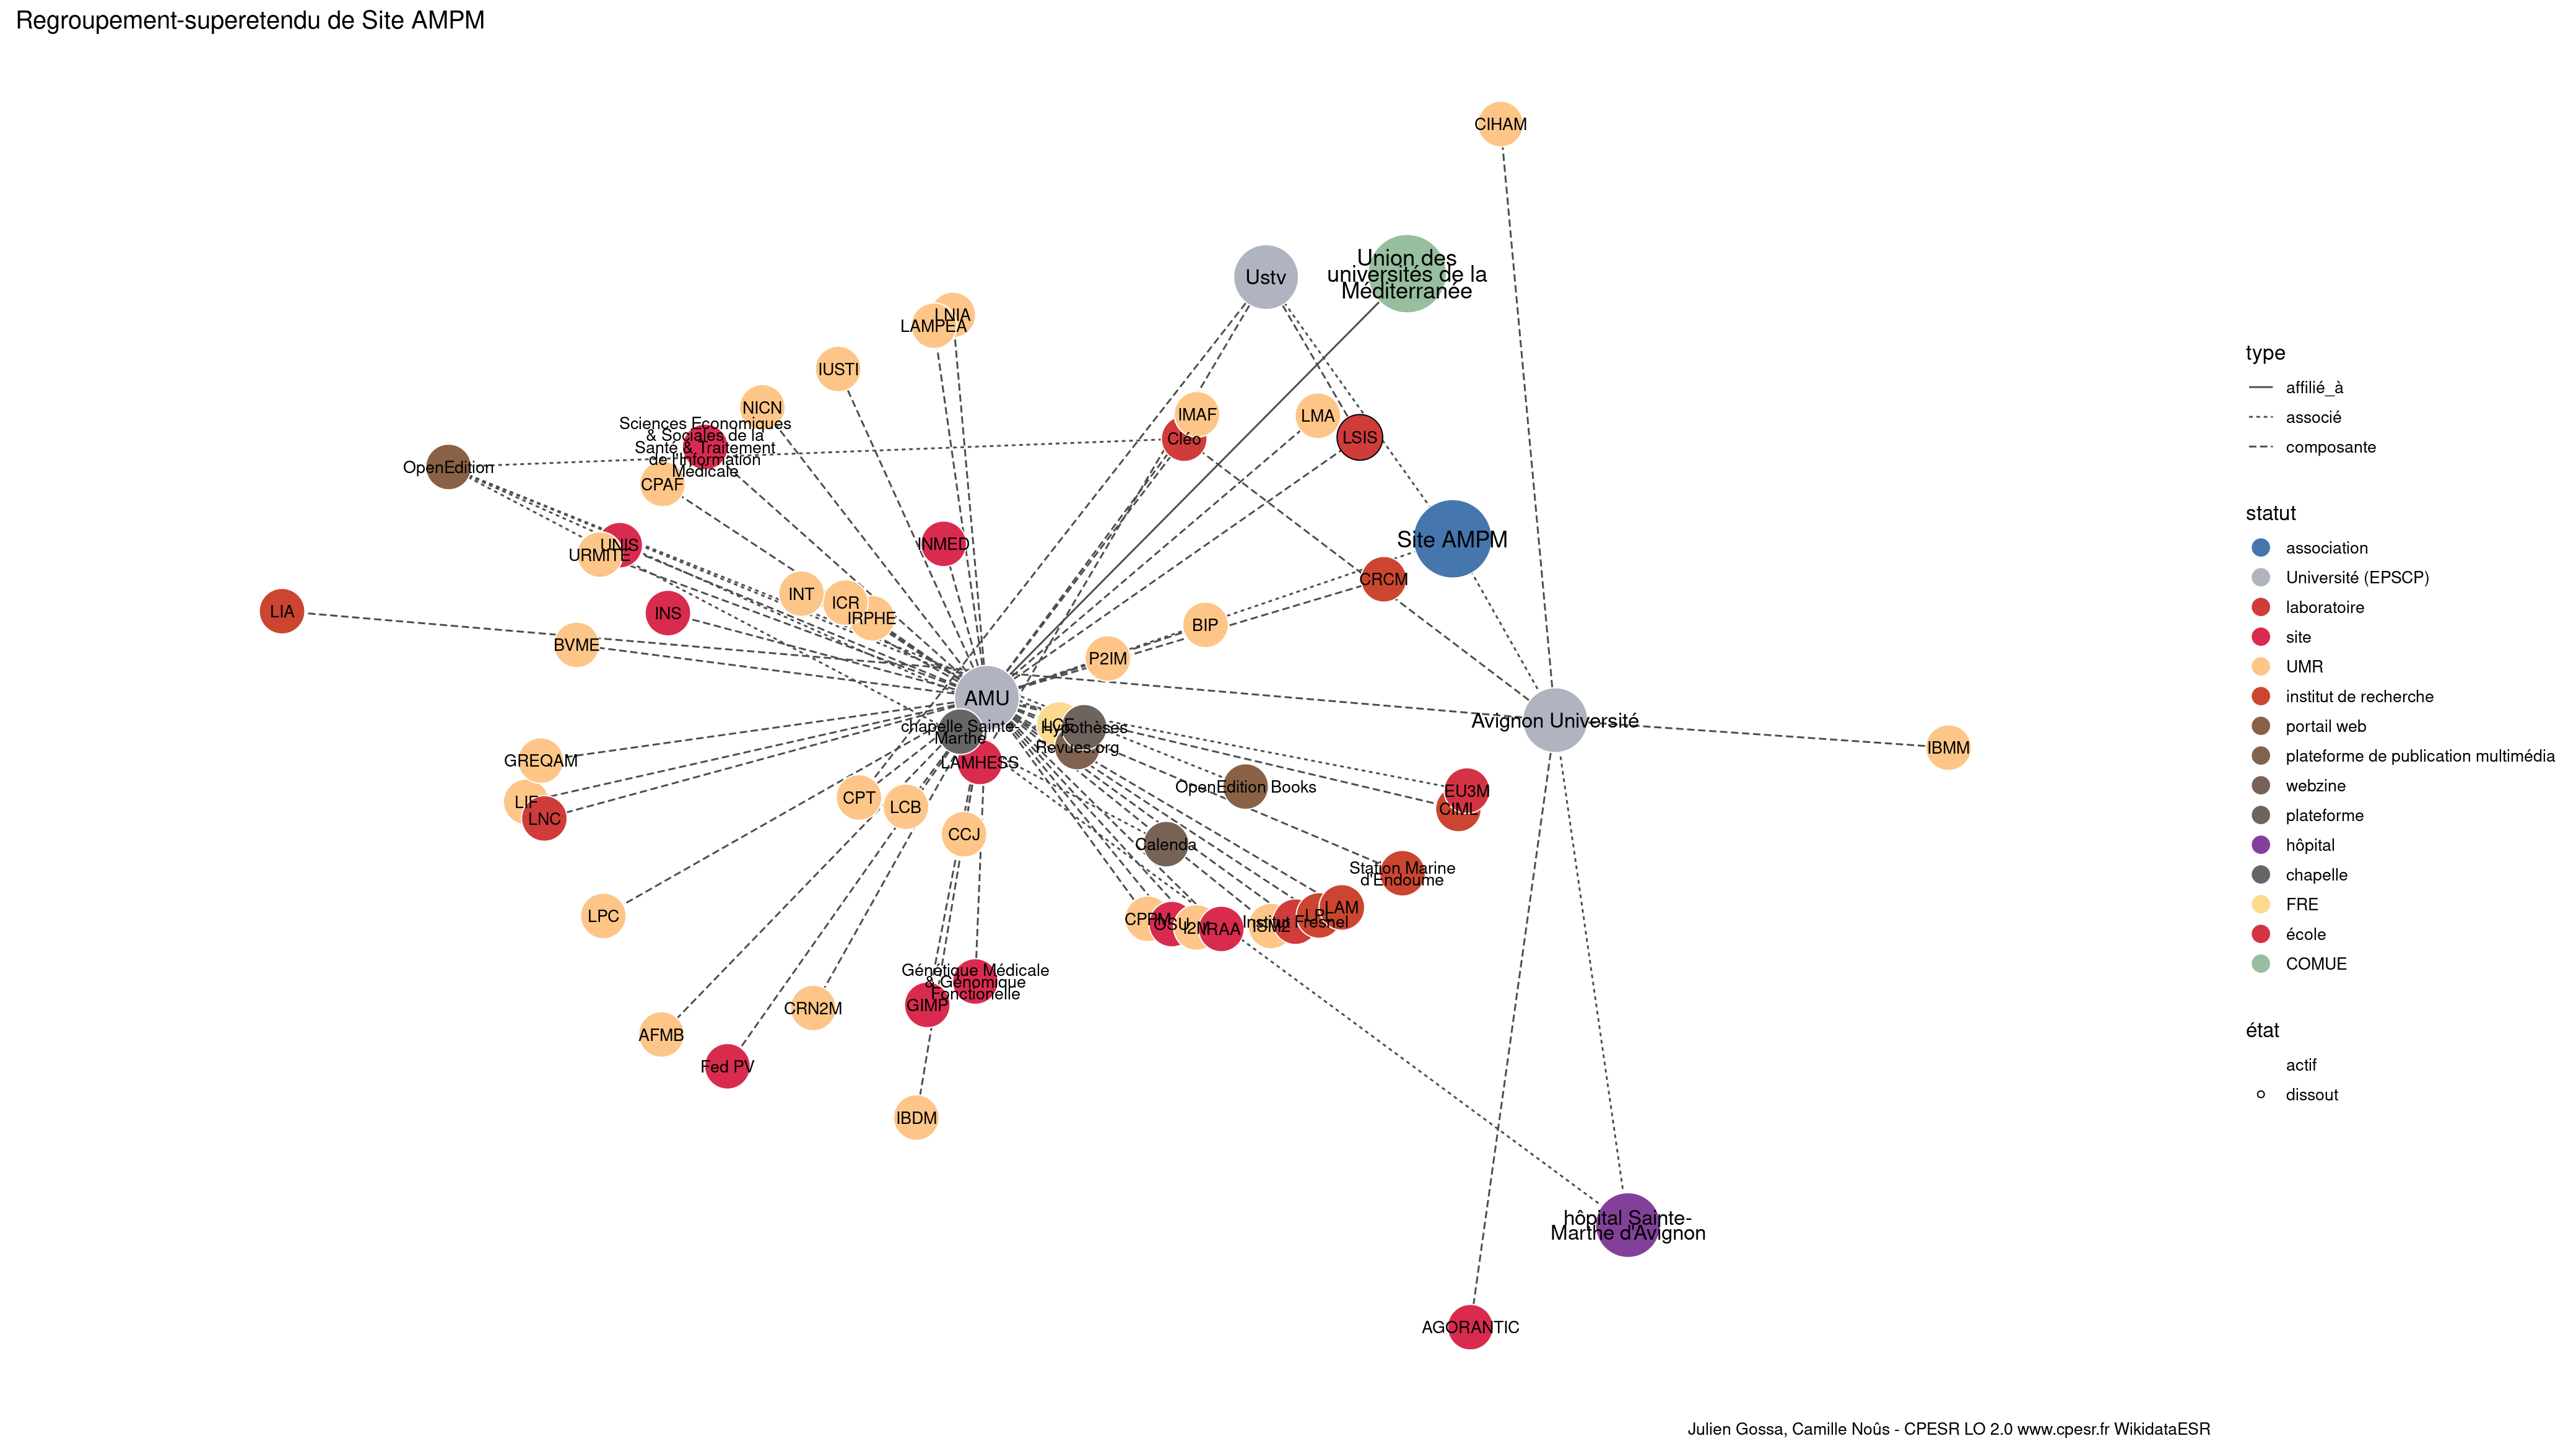 Regroupement-superetendu de Site AMPM
CIHAM
Ustv
Union des
universités de la
Méditerranée
LNIA
LAMPEA
IUSTI
NICN
IMAF
LMA
Sciences Economiques
& Sociales de la
Santé & Traitement
de l'Information
Médicale
Cléo
LSIS
OpenEdition
CPAF
UNIS
URMITE
INMED
Site AMPM
CRCM
INT
ICR
IRPHE
LIA
INS
BIP
BVME
P2IM
AMU
Avignon Université
chapelle Sainte-
Marthe
Hypothèses
Revues.org
IBMM
LAMHESS
GREQAM
OpenEdition Books
EU3M
CIML
LIF
LNC
CPT
LCB
CCJ
Calenda
Station Marine
d'Endoume
LPC
CPPM
OSU
I2M
IRAA
ISM2
Institut Fresnel
LPL
LAM
Génétique Médicale
& Génomique
Fonctionelle
GIMP
CRN2M
AFMB
Fed PV
IBDM
hôpital Sainte-
Marthe d'Avignon
AGORANTIC
type
affilié_à
associé
composante
statut
association
Université (EPSCP)
laboratoire
site
UMR
institut de recherche
portail web
plateforme de publication multimédia
webzine
plateforme
hôpital
chapelle
FRE
école
COMUE
état
actif
dissout
Julien Gossa, Camille Noûs - CPESR LO 2.0 www.cpesr.fr WikidataESR